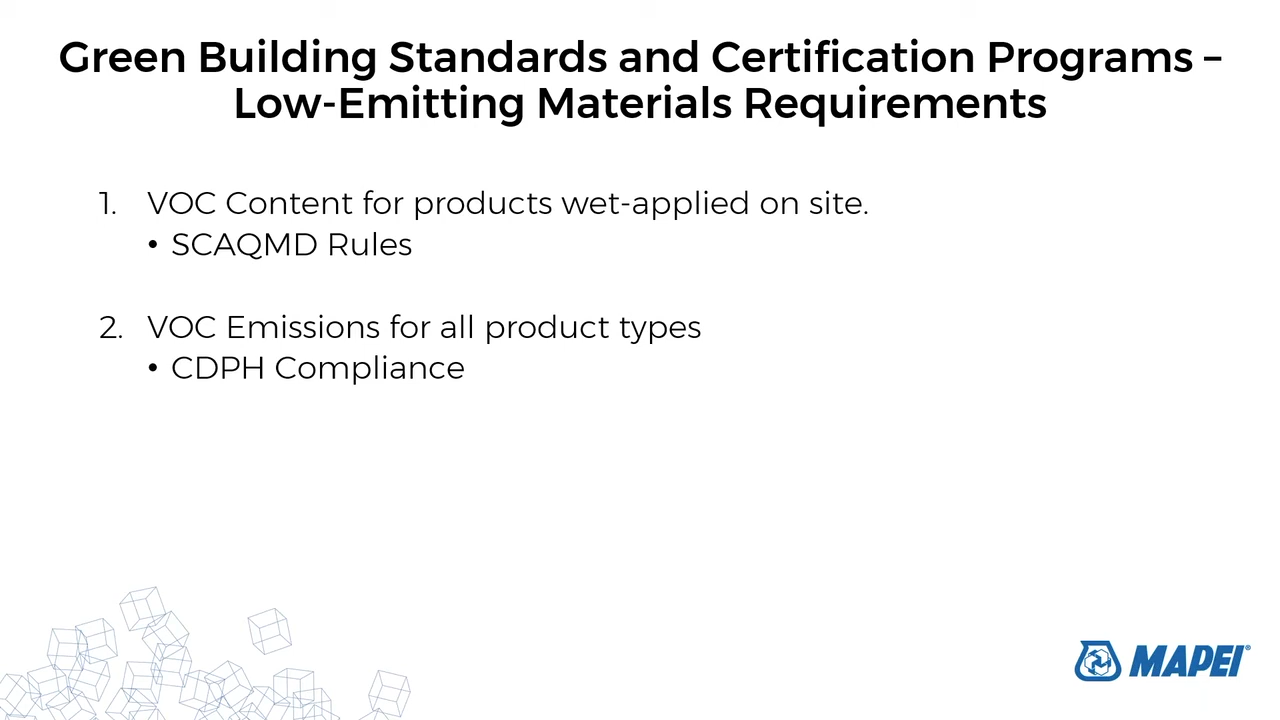 Green Building Standards and Certification Programs –
Low-Emitting Materials Requirements
1. VOC Content for products wet-applied on site.
• SCAQMD Rules
2. VOC Emissions for all product types
• CDPH Compliance
MAPEI®